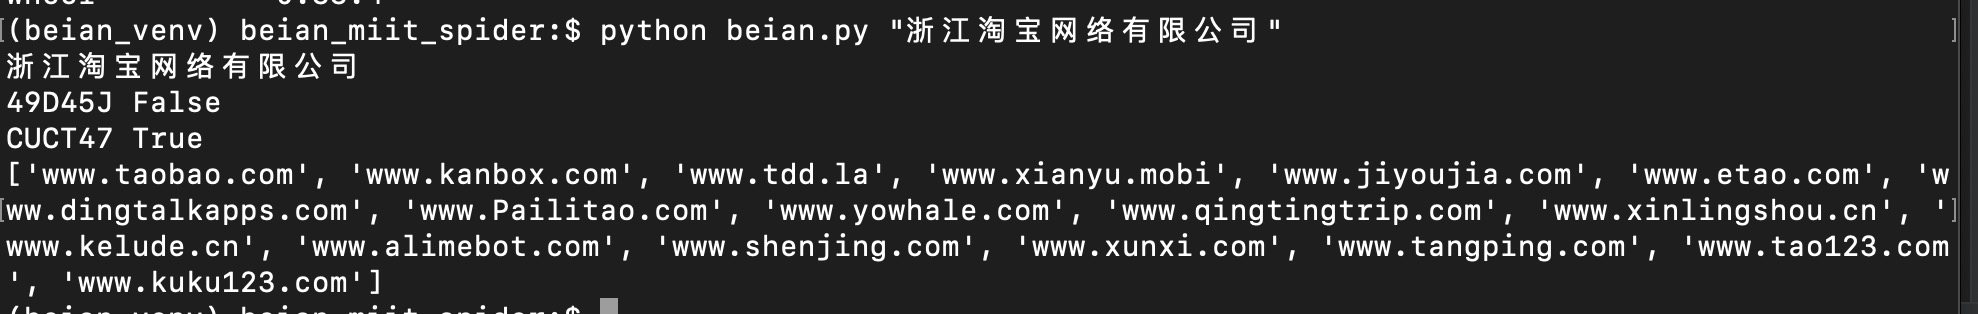 (beian_venv) beian_miit_spider:$ python beian.py "浙江淘宝网络有限公司"
浙江淘宝网络有限公司
49D45J False
CUCT47 True
['www.taobao.com', 'www.kanbox.com', 'www.tdd.la', 'www.xianyu.mobi', 'www.jiyoujia.com', 'www.etao.com', 'w
ww.dingtalkapps.com', 'www.Pailitao.com', 'www.yowhale.com', 'www.qingtingtrip.com', 'www.xinlingshou.cn', '
www.kelude.cn', 'www.alimebot.com', 'www.shenjing.com', 'www.xunxi.com', 'www.tangping.com', 'www.tao123.com
', 'www.kuku123.com']
(beian_venv) beian_miit_spider:$